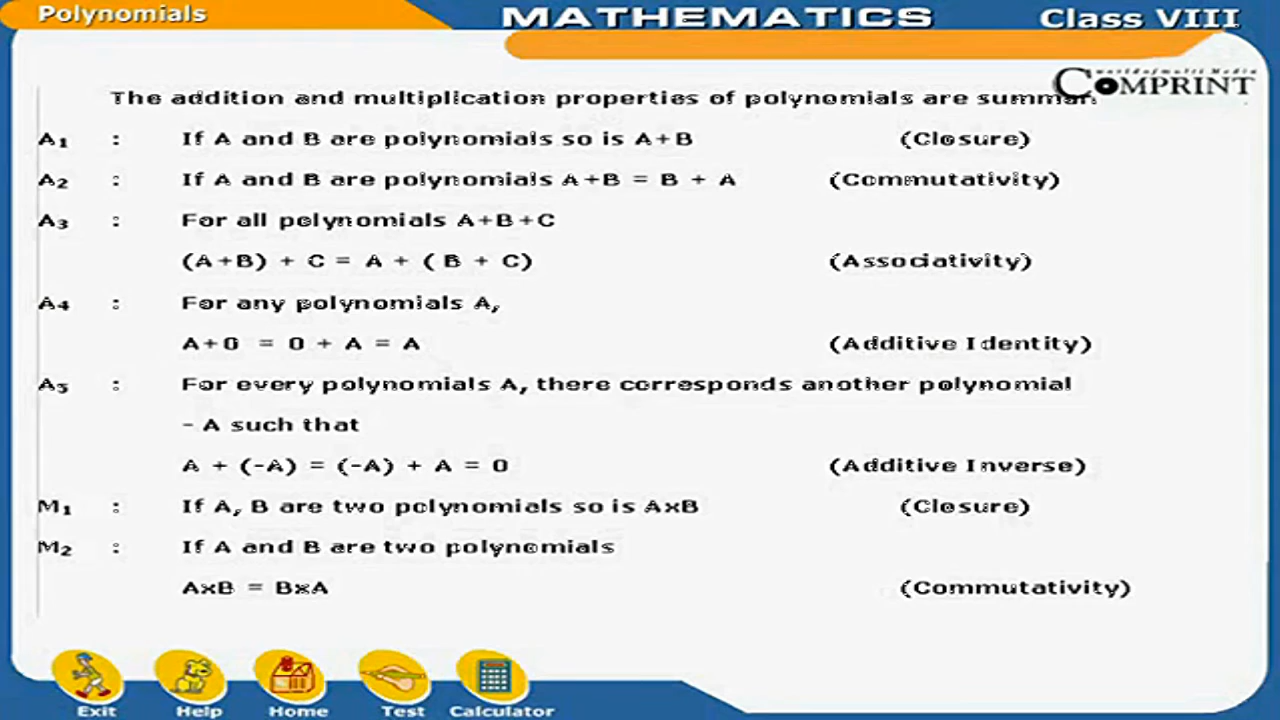 Polynomials MATHEMATICS Class VIII
COMPRINT
The addition and multiplication properties of polynomials are
A1 : If A and B are polynomials so is A+B (Closure)
A2 : If A and B are polynomials A+B = B + A (Commutativity)
A3 : For all polynomials A+B+C
(A+B) + C = A + ( B + C) (Associativity)
A4 : For any polynomials A,
A+0 = 0 + A = A (Additive Identity)
A5 : For every polynomials A, there corresponds another polynomial
- A such that
A + (-A) = (-A) + A = 0 (Additive Inverse)
M1 : If A, B are two polynomials so is AxB (Closure)
M2 : If A and B are two polynomials
AxB = BxA (Commutativity)
Exit Help Home Test Calculator